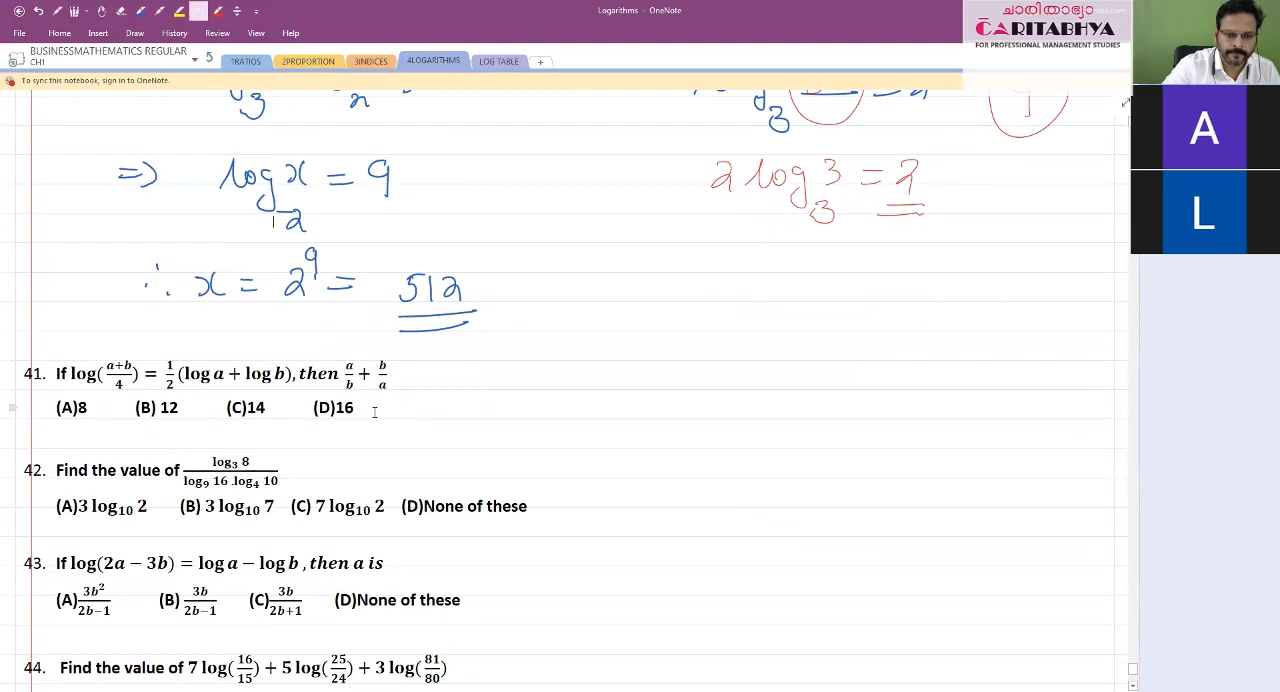 Logarithms - OneNote
ചാരിതാഭ്യാ
CARITABHYA
FOR PROFESSIONAL MANAGEMENT STUDIES
File Home Insert Draw History Review View Help
BUSINESSMATHEMATICS REGULAR
CH1
1RATIOS 2PROPORTION 3INDICES 4LOGARITHMS LOG TABLE +
To sync this notebook, sign in to OneNote.
A
⇒ log₂ x = 9
2 log₃ 3 = 2
L
∴ x = 2⁹ = 512
41. If log(a+b/4) = 1/2 (log a + log b), then a/b + b/a
(A)8 (B) 12 (C)14 (D)16
42. Find the value of log₃ 8 / log₉ 16 .log₄ 10
(A)3 log₁₀ 2 (B) 3 log₁₀ 7 (C) 7 log₁₀ 2 (D)None of these
43. If log(2a − 3b) = log a − log b , then a is
(A) 3b²/2b−1 (B) 3b/2b−1 (C) 3b/2b+1 (D)None of these
44. Find the value of 7 log(16/15) + 5 log(25/24) + 3 log(81/80)